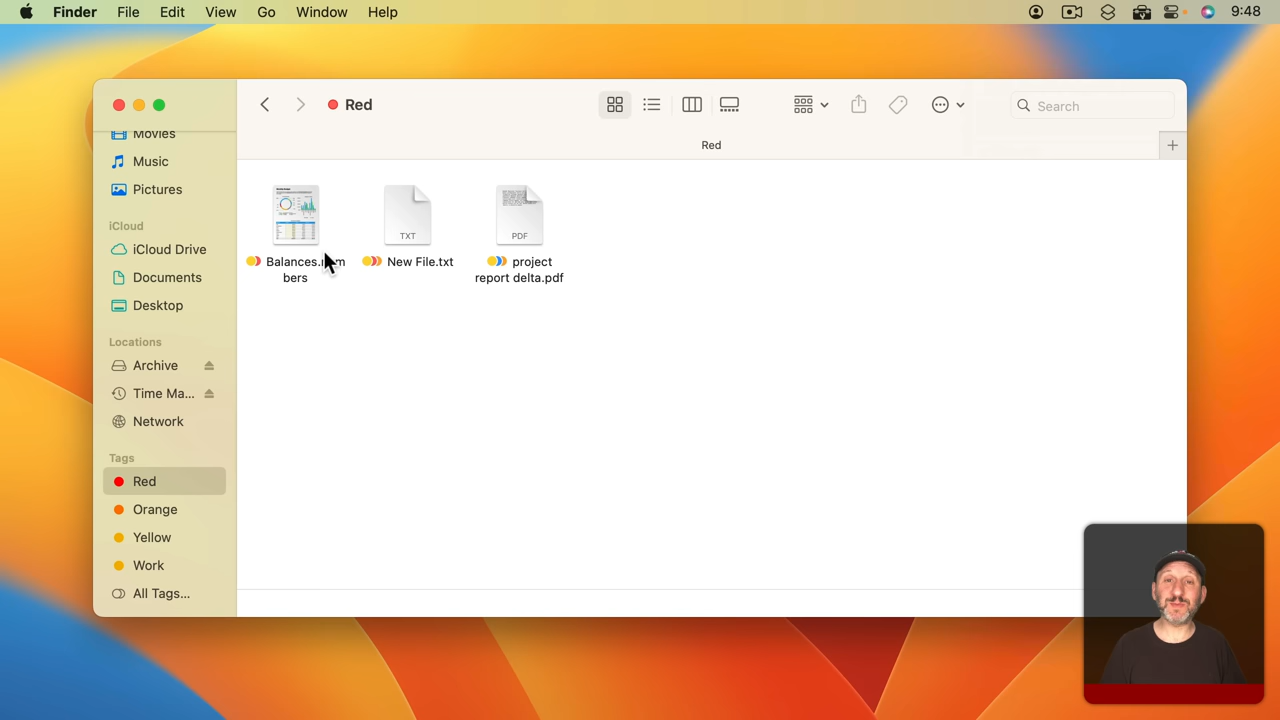 Finder File Edit View Go Window Help 9:48
Red
Search
Red
Movies
Music
Pictures
iCloud
iCloud Drive
Documents
Desktop
Locations
Archive
Time Ma...
Network
Tags
Red
Orange
Yellow
Work
All Tags...
TXT
PDF
bers
New File.txt
project
report delta.pdf